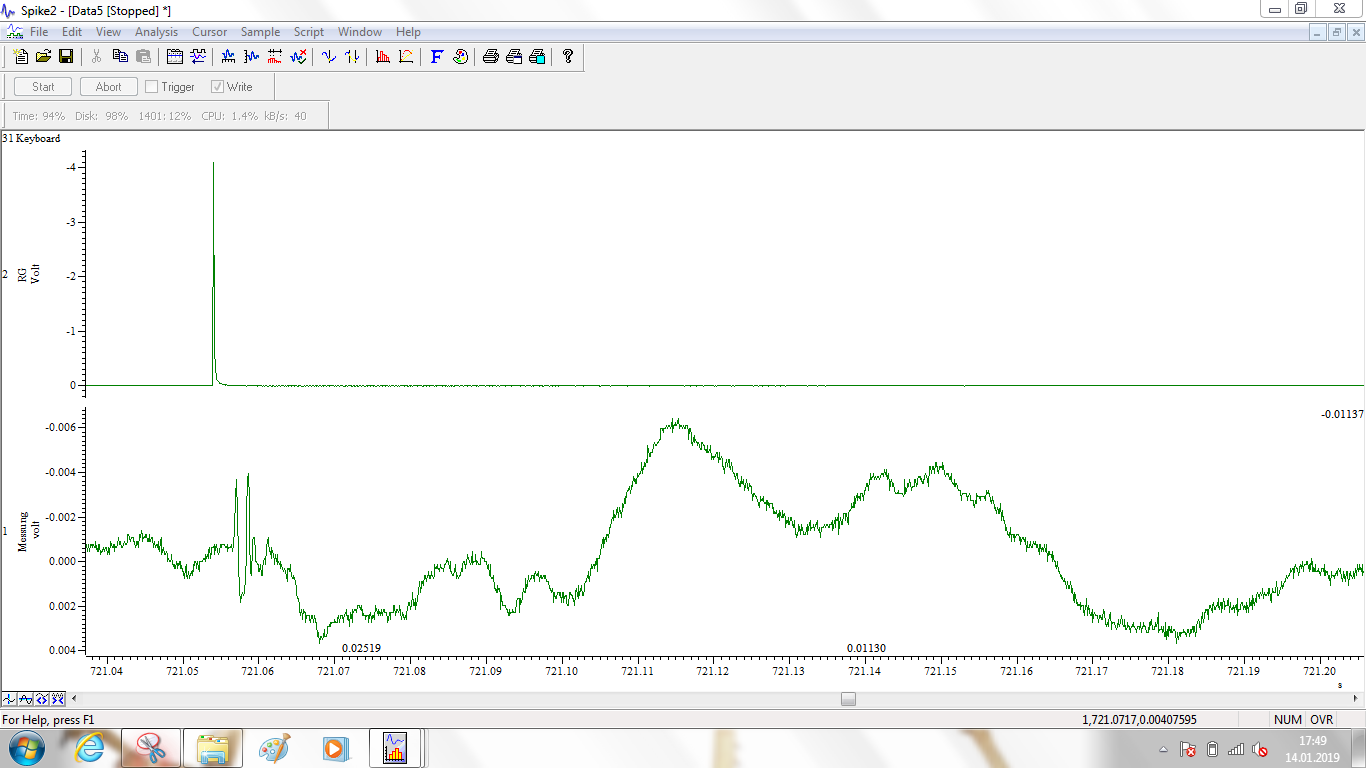 Spike2 - [Data5 [Stopped] *]
File Edit View Analysis Cursor Sample Script Window Help
Start Abort Trigger Write
Time: 94% Disk: 98% 1401: 12% CPU: 1.4% kB/s: 40
31 Keyboard
-4
-3
2 RG Volt
-2
-1
0
-0.01137
-0.006
-0.004
-0.002
1 Messung volt
0.000
0.002
0.004
0.02519 0.01130
721.04 721.05 721.06 721.07 721.08 721.09 721.10 721.11 721.12 721.13 721.14 721.15 721.16 721.17 721.18 721.19 721.20
s
For Help, press F1 1,721.0717,0.00407595 NUM OVR
17:49
14.01.2019